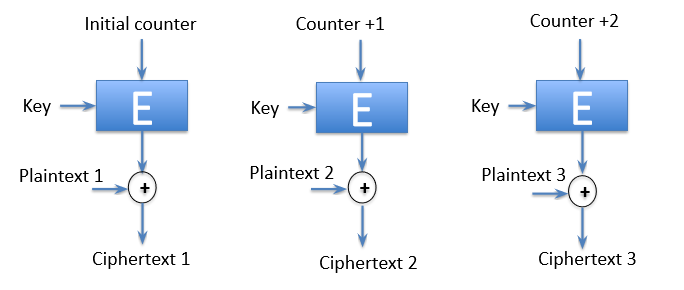 Initial counter
Counter +1
Counter +2
E
E
E
Key
Key
Key
Plaintext 1
Plaintext 2
Plaintext 3
+
+
+
Ciphertext 1
Ciphertext 2
Ciphertext 3